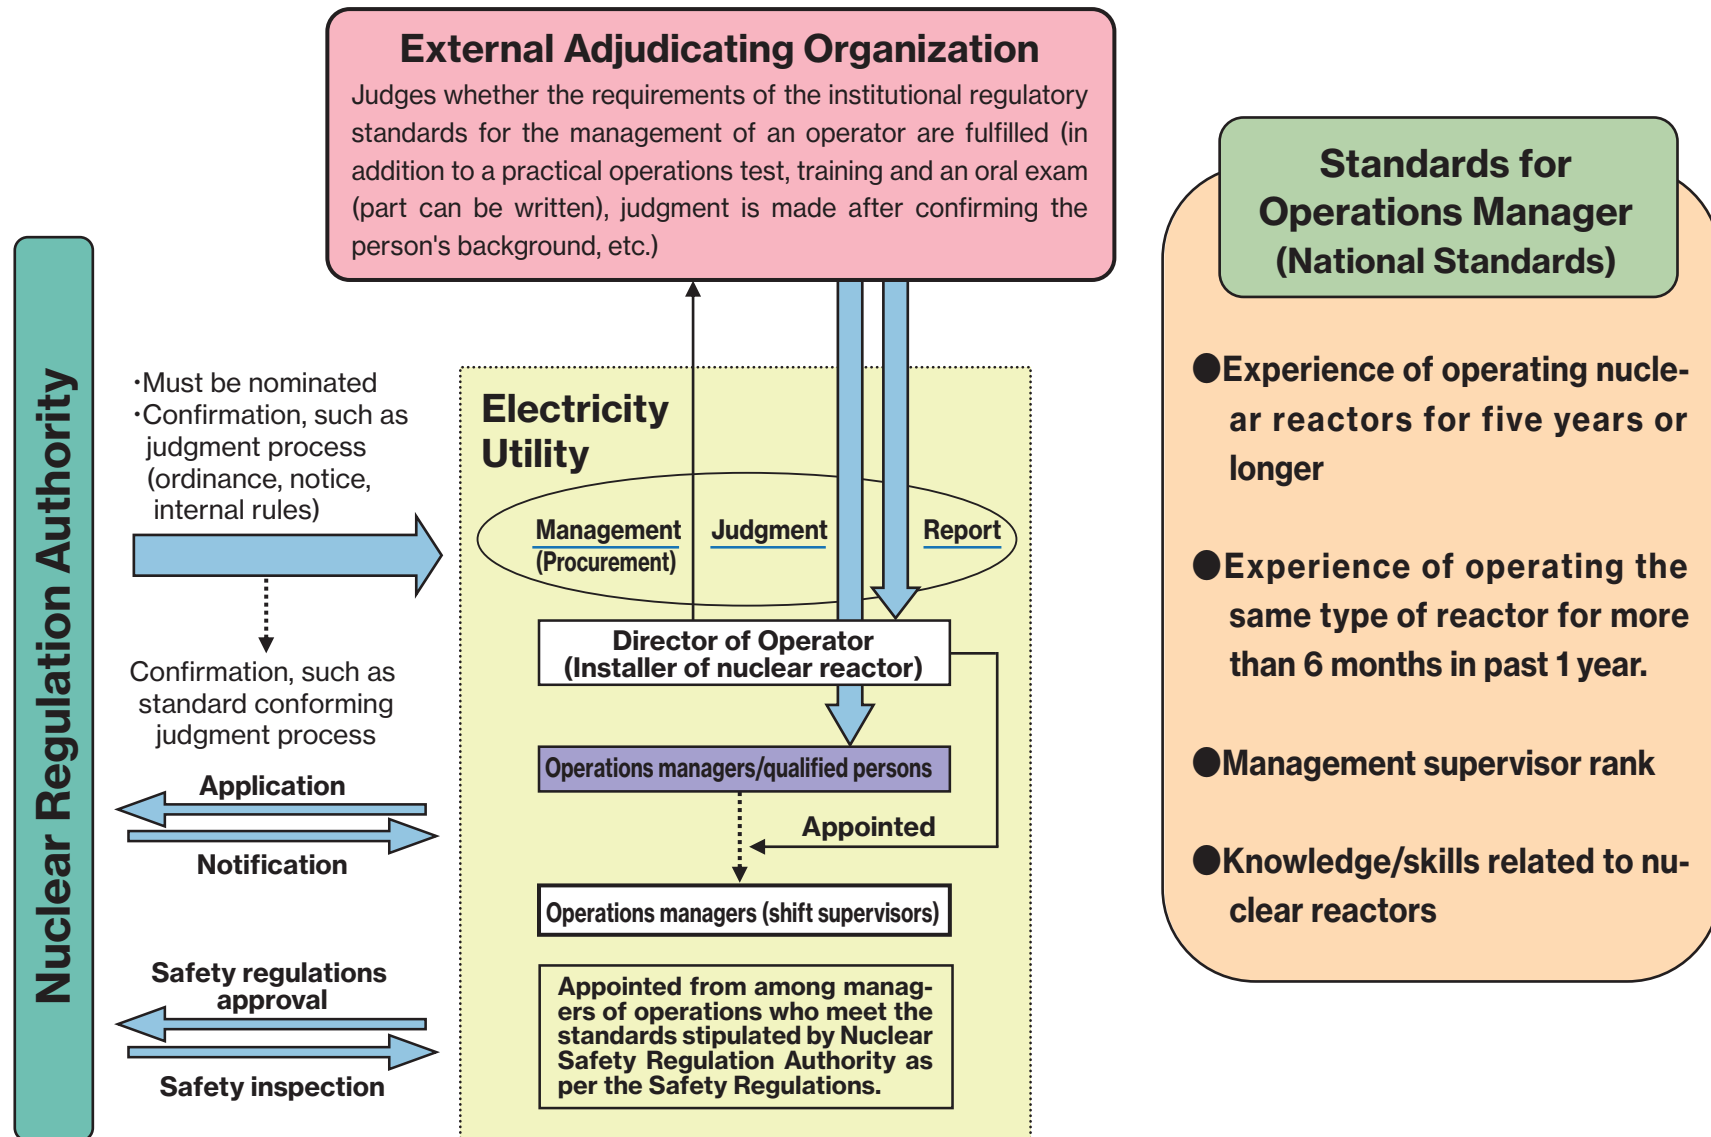 External Adjudicating Organization
Judges whether the requirements of the institutional regulatory
standards for the management of an operator are fulfilled (in
addition to a practical operations test, training and an oral exam
(part can be written), judgment is made after confirming the
person's background, etc.)
Nuclear Regulation Authority
・Must be nominated
・Confirmation, such as
judgment process
(ordinance, notice,
internal rules)
Confirmation, such as
standard conforming
judgment process
Application
Notification
Safety regulations
approval
Safety inspection
Electricity
Utility
Management
(Procurement)
Judgment
Report
Director of Operator
(Installer of nuclear reactor)
Operations managers/qualified persons
Appointed
Operations managers (shift supervisors)
Appointed from among manag-
ers of operations who meet the
standards stipulated by Nuclear
Safety Regulation Authority as
per the Safety Regulations.
Standards for
Operations Manager
(National Standards)
●Experience of operating nucle-
ar reactors for five years or
longer
●Experience of operating the
same type of reactor for more
than 6 months in past 1 year.
●Management supervisor rank
●Knowledge/skills related to nu-
clear reactors